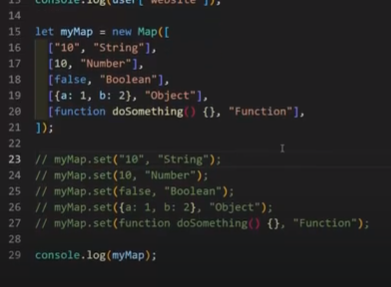 13 console.log(user["website"]);
14
15 let myMap = new Map([
16 ["10", "String"],
17 [10, "Number"],
18 [false, "Boolean"],
19 [{a: 1, b: 2}, "Object"],
20 [function doSomething() {}, "Function"],
21 ]);
22
23 // myMap.set("10", "String");
24 // myMap.set(10, "Number");
25 // myMap.set(false, "Boolean");
26 // myMap.set({a: 1, b: 2}, "Object");
27 // myMap.set(function doSomething() {}, "Function");
28
29 console.log(myMap);